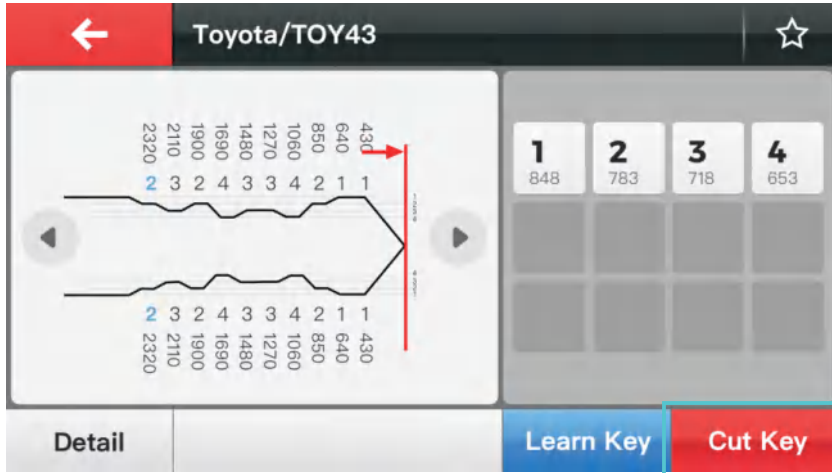 Toyota/TOY43
2320 2110 1900 1690 1480 1270 1060 850 640 430
2 3 2 4 3 3 4 2 1 1
2 3 2 4 3 3 4 2 1 1
2320 2110 1900 1690 1480 1270 1060 850 640 430
1 2 3 4
848 783 718 653
Detail
Learn Key
Cut Key